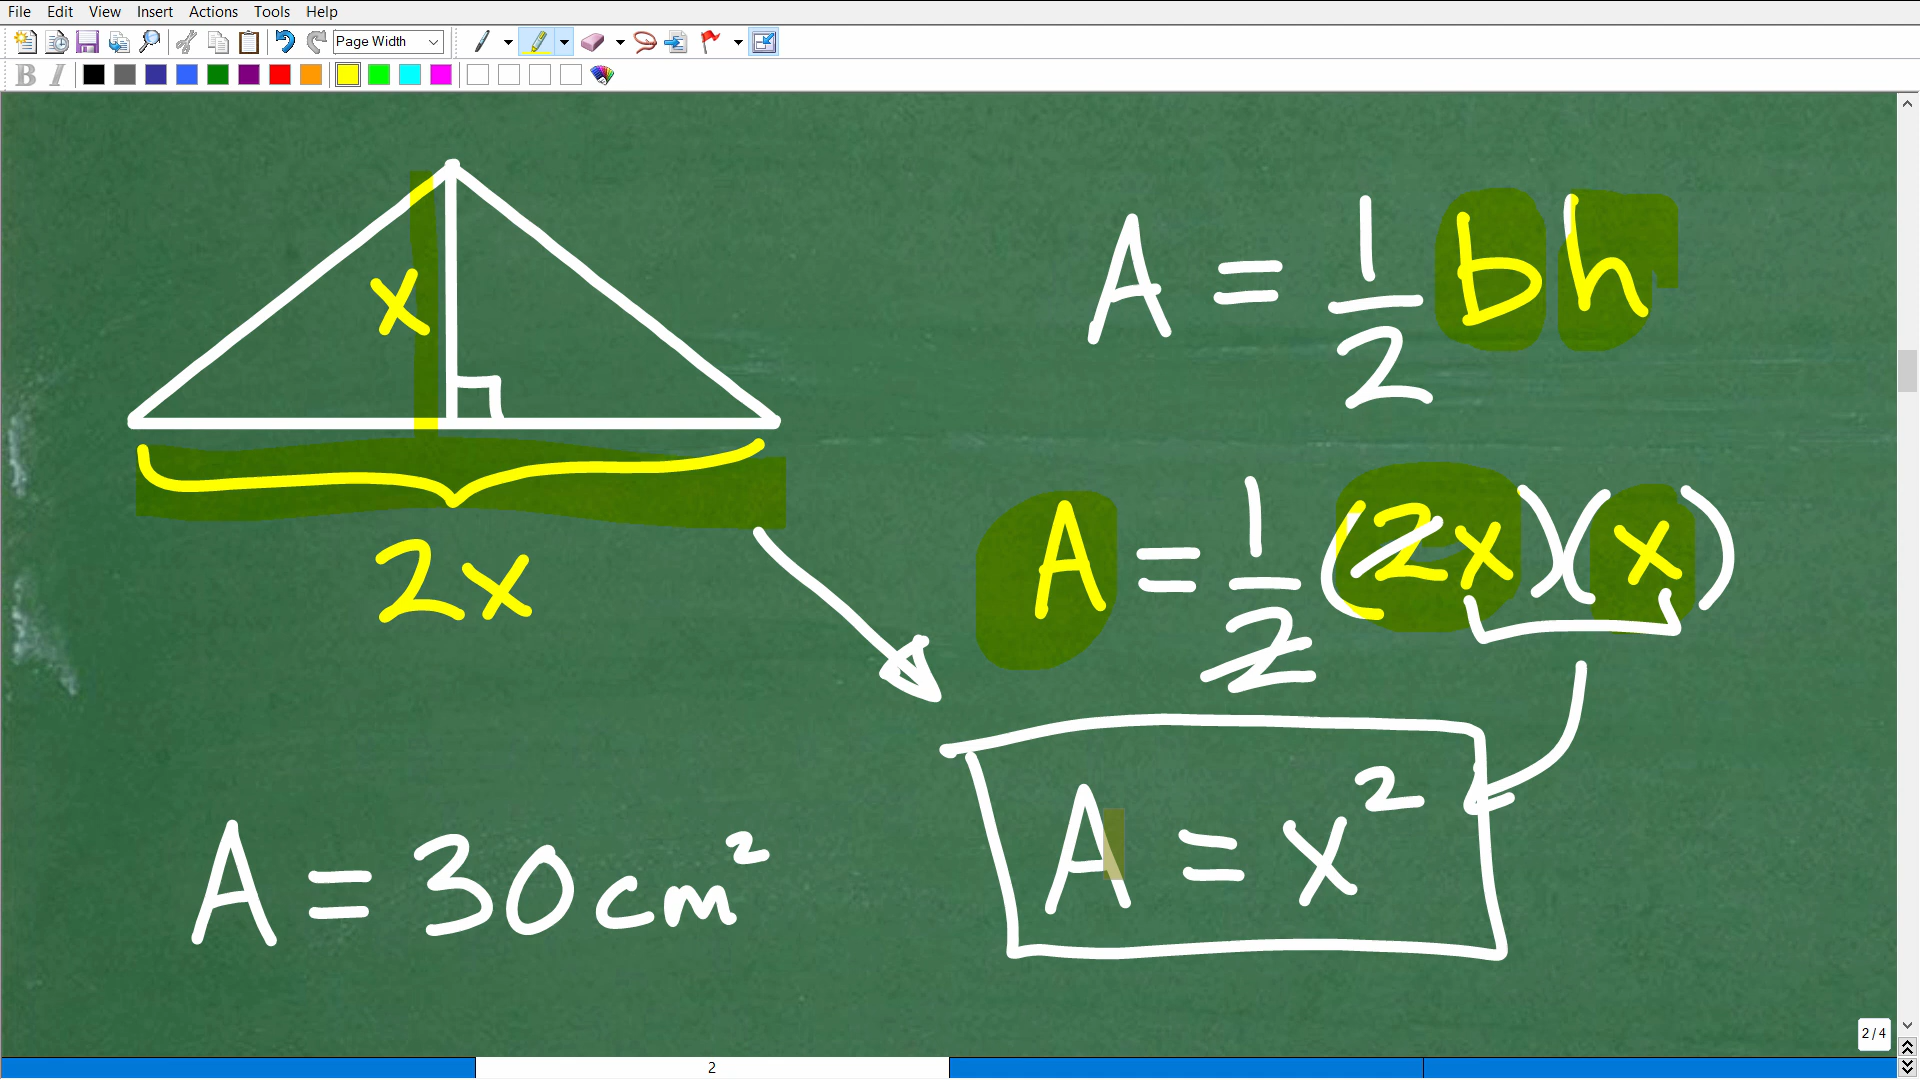 File Edit View Insert Actions Tools Help
Page Width
B I
x
2x
A = 1/2 bh
A = 1/2 (2x)(x)
A = x²
A = 30cm²
2/4
2